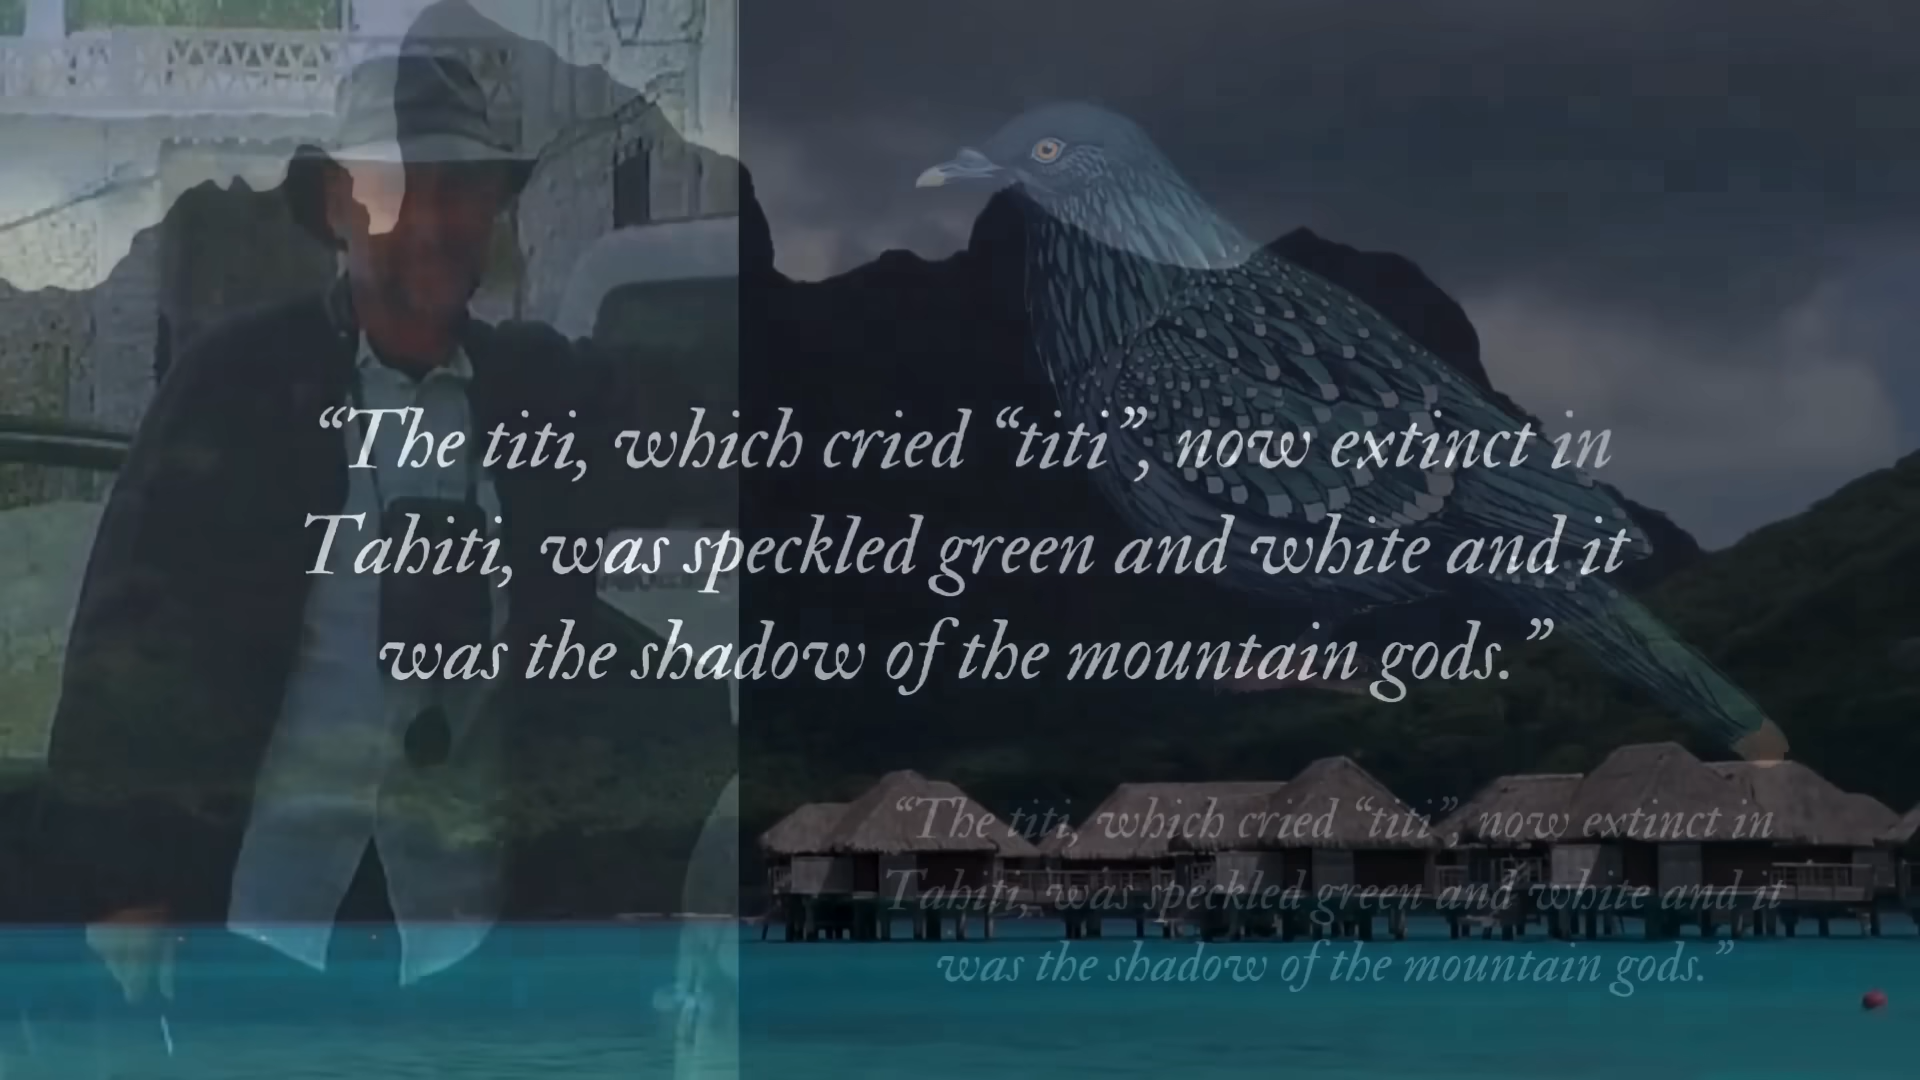 “The titi, which cried “titi”, now extinct in
Tahiti, was speckled green and white and it
was the shadow of the mountain gods.”
“The titi, which cried “titi”, now extinct in
Tahiti, was speckled green and white and it
was the shadow of the mountain gods.”